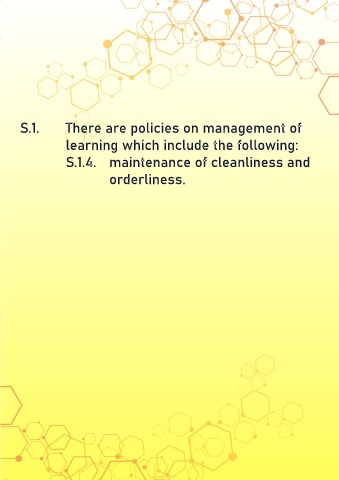 S.1. There are policies on management of
learning which include the following:
S.1.4. maintenance of cleanliness and
orderliness.